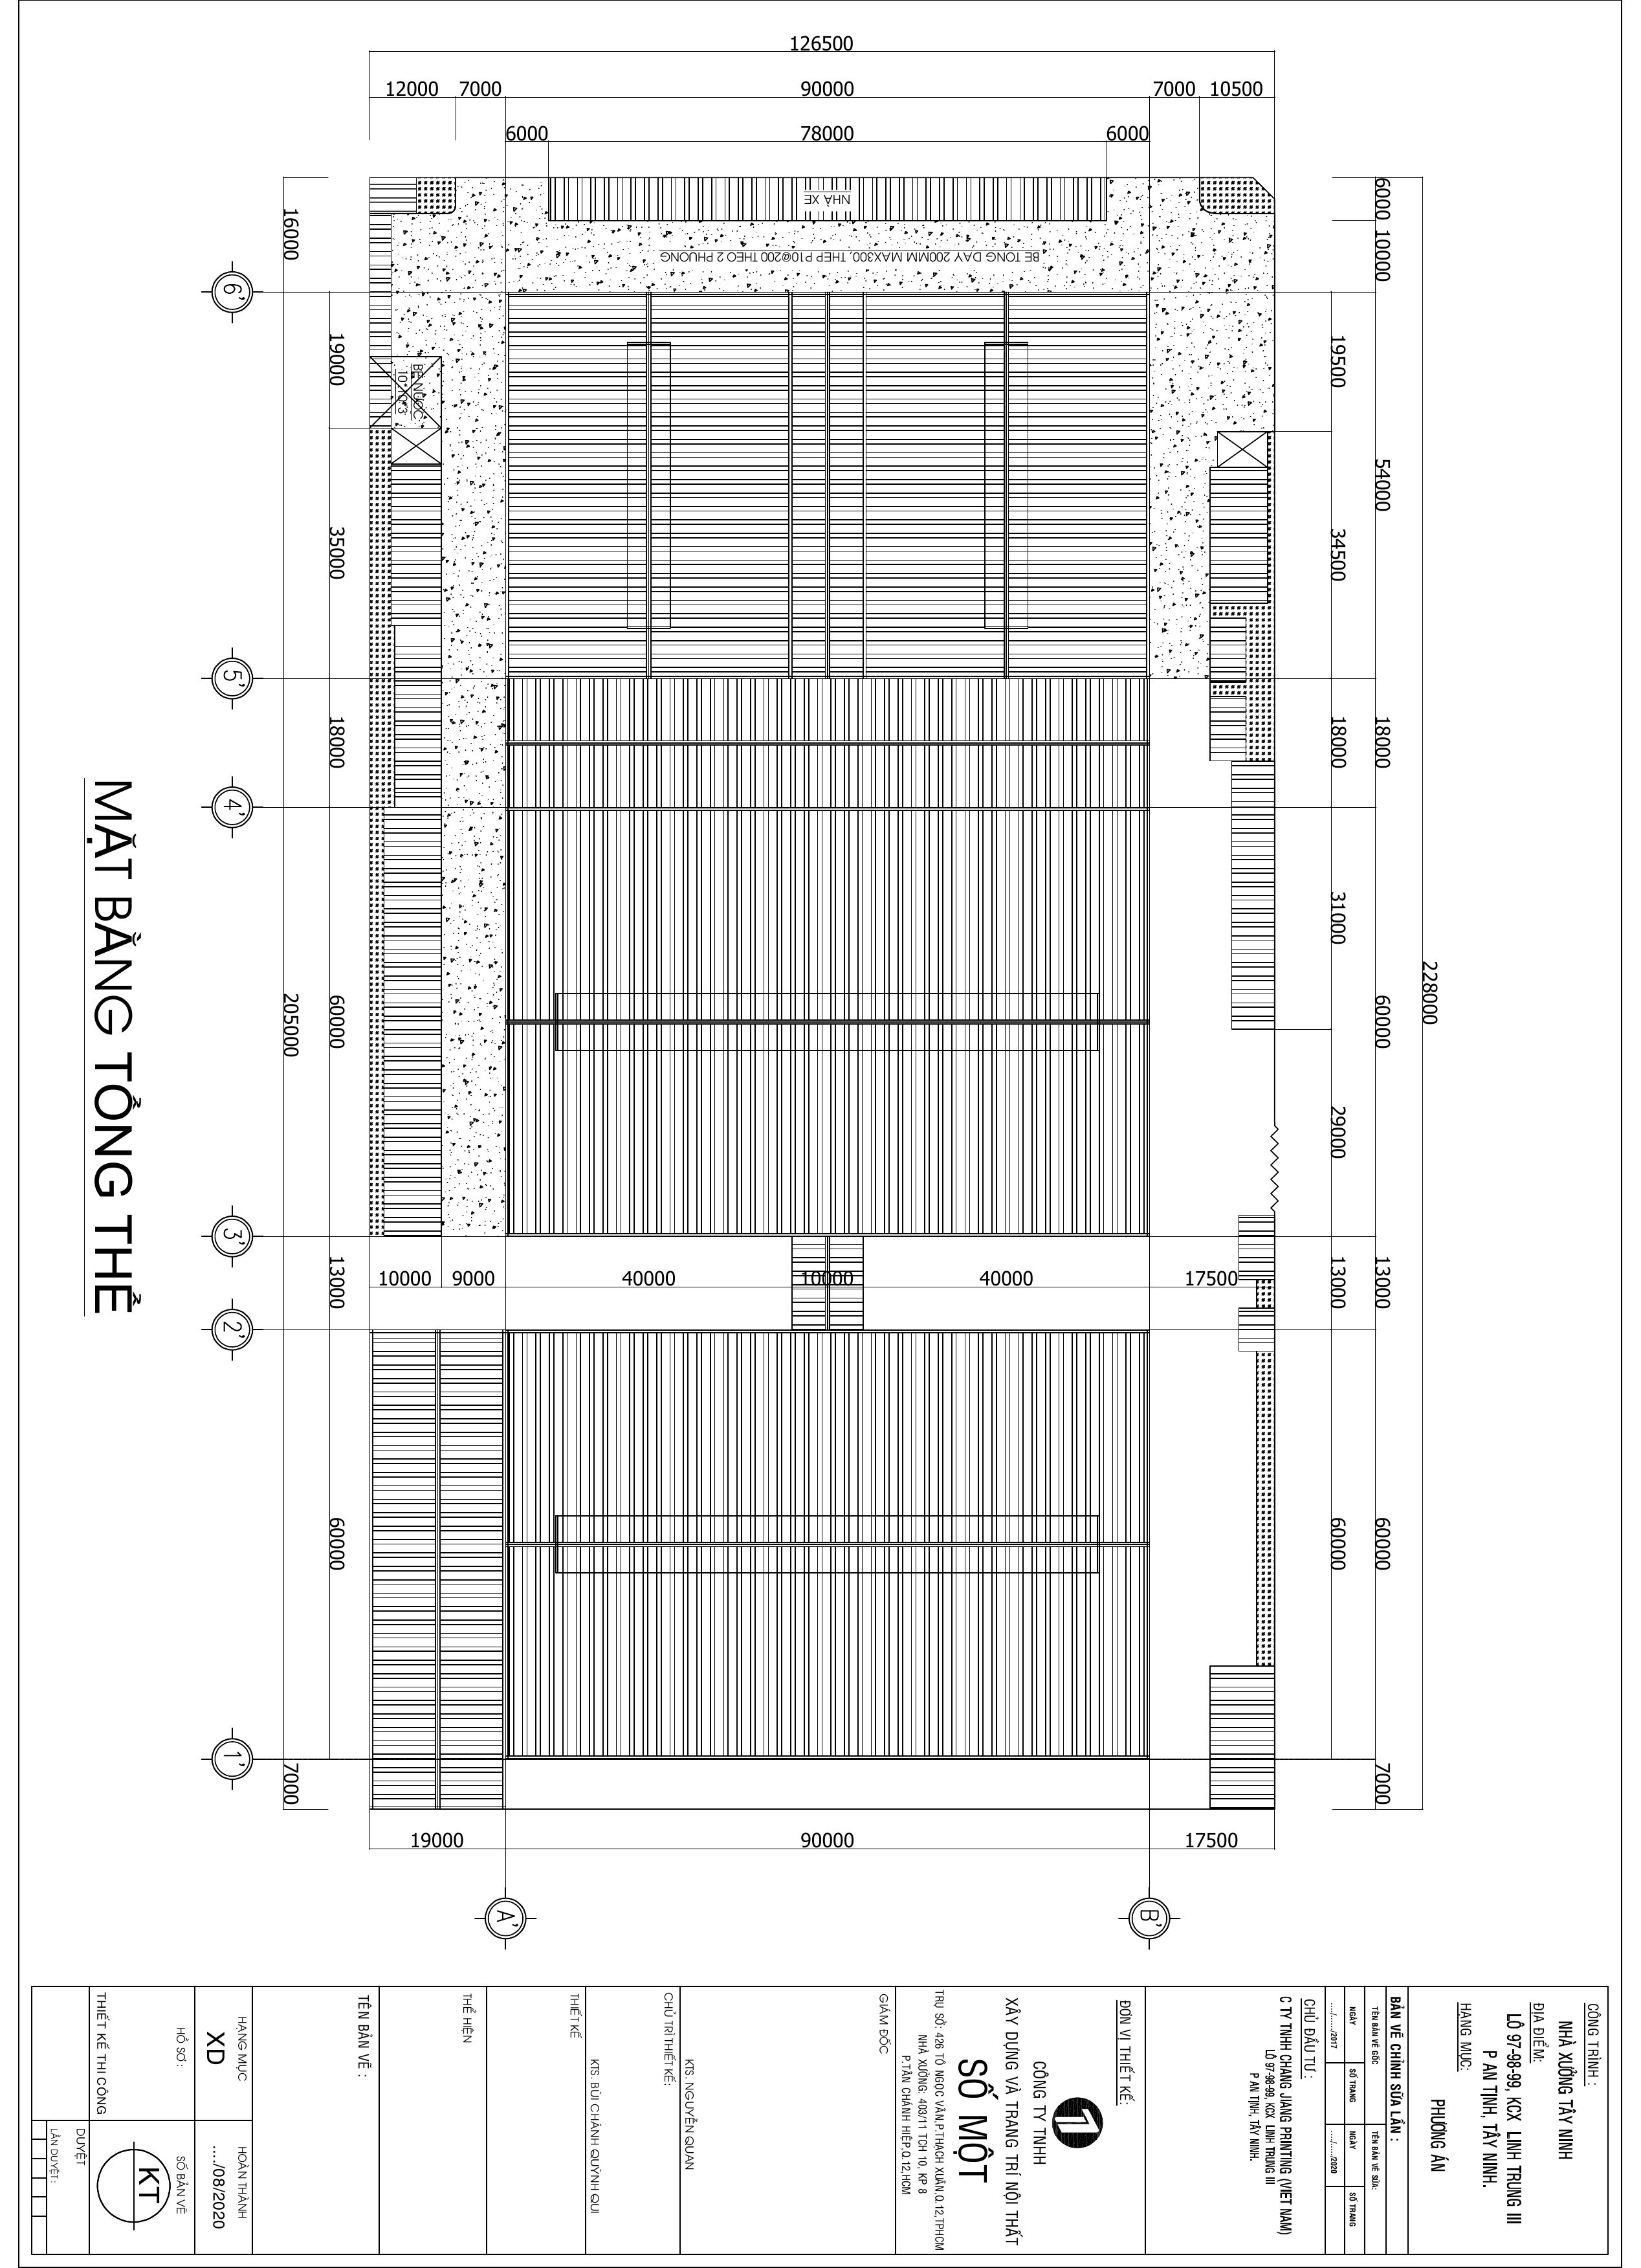 126500
12000 7000 90000 7000 10500
6000 78000 6000
NHÀ XE
BE TONG DAY 200MM MAX300, THEP P10@200 THEO 2 PHUONG
BỂ NƯỚC
10*10*3
16000
205000
7000
19000
35000
18000
60000
13000
60000
6000
10000
54000
18000
60000
13000
60000
7000
19500
34500
18000
31000
29000
13000
60000
228000
10000 9000 40000 10000 40000 17500
19000 90000 17500
6'
5'
4'
3'
2'
1'
A'
B'
MẶT BẰNG TỔNG THỂ
CÔNG TRÌNH :
NHÀ XƯỞNG TÂY NINH
ĐỊA ĐIỂM:
LÔ 97-98-99, KCX LINH TRUNG III
P AN TỊNH, TÂY NINH.
HẠNG MỤC:
PHƯƠNG ÁN
BẢN VẼ CHỈNH SỮA LẦN :
TÊN BẢN VẼ GỐC TÊN BẢN VẼ SỬA:
NGÀY SỐ TRANG NGÀY SỐ TRANG
..../....../2017 ..../....../2020
CHỦ ĐẦU TƯ :
C TY TNHH CHANG JIANG PRINTING (VIET NAM)
LÔ 97-98-99, KCX LINH TRUNG III
P AN TỊNH, TÂY NINH.
ĐƠN VỊ THIẾT KẾ:
1
CÔNG TY TNHH
XÂY DỰNG VÀ TRANG TRÍ NỘI THẤT
SỐ MỘT
TRỤ SỞ: 426 TÔ NGỌC VÂN,P.THẠCH XUÂN,Q.12,TPHCM
NHÀ XƯỞNG: 403/11 TCH 10, KP 8
P.TÂN CHÁNH HIỆP,Q.12,HCM
GIÁM ĐỐC
KTS. NGUYỄN QUAN
CHỦ TRÌ THIẾT KẾ:
KTS. BÙI CHÁNH QUỲNH QUI
THIẾT KẾ
THỂ HIỆN
TÊN BẢN VẼ :
HẠNG MỤC HOÀN THÀNH
XD ..../08/2020
HỒ SƠ : SỐ BẢN VẼ
THIẾT KẾ THI CÔNG KT
DUYỆT
LẦN DUYỆT :